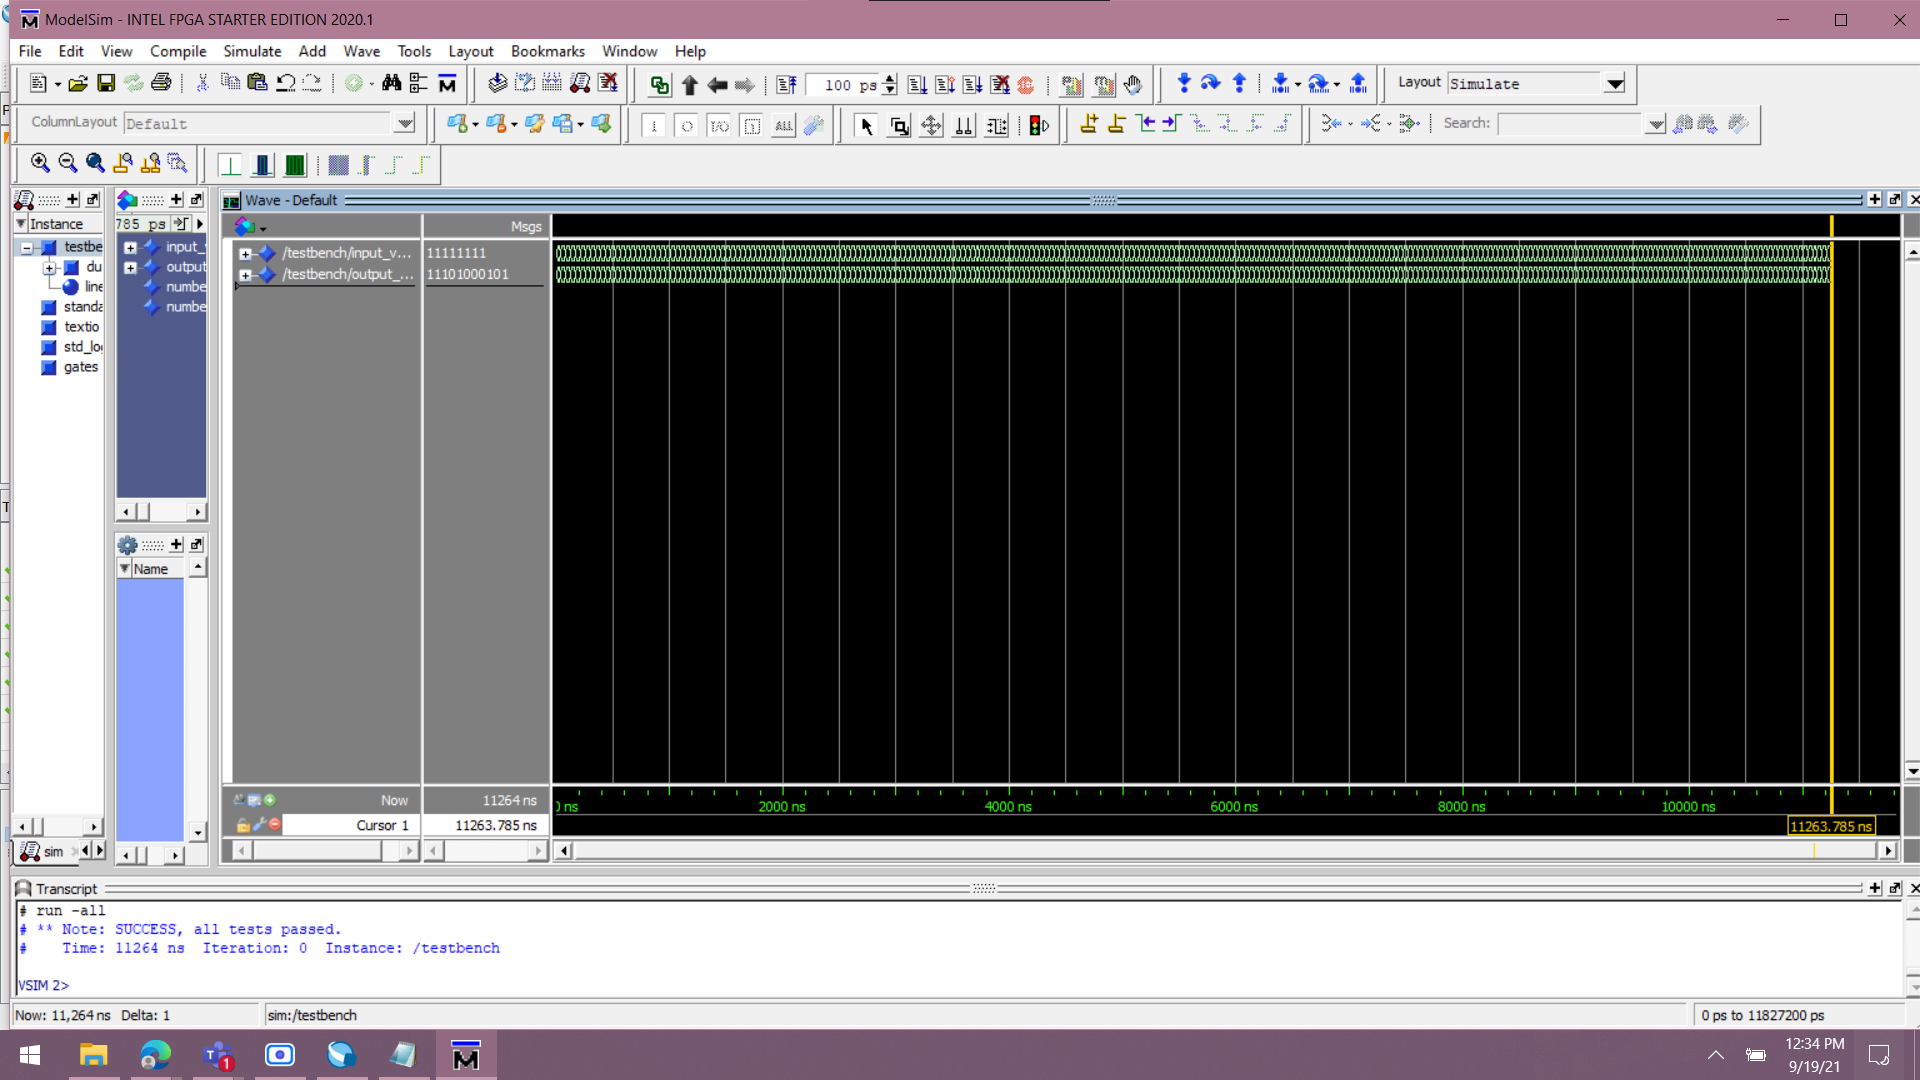 ModelSim - INTEL FPGA STARTER EDITION 2020.1
File Edit View Compile Simulate Add Wave Tools Layout Bookmarks Window Help
100 ps
Layout Simulate
ColumnLayout Default
Search:
Wave - Default
Instance
785 ps
Msgs
testbe
du
line
standa
textio
std_lo
gates
input_
output
numbe
numbe
/testbench/input_v... 11111111
/testbench/output_... 11101000101
Name
Now 11264 ns
ns 2000 ns 4000 ns 6000 ns 8000 ns 10000 ns
Cursor 1 11263.785 ns
11263.785 ns
sim
Transcript
# run -all
# ** Note: SUCCESS, all tests passed.
#    Time: 11264 ns  Iteration: 0  Instance: /testbench
VSIM 2>
Now: 11,264 ns Delta: 1
sim:/testbench
0 ps to 11827200 ps
1
12:34 PM
9/19/21